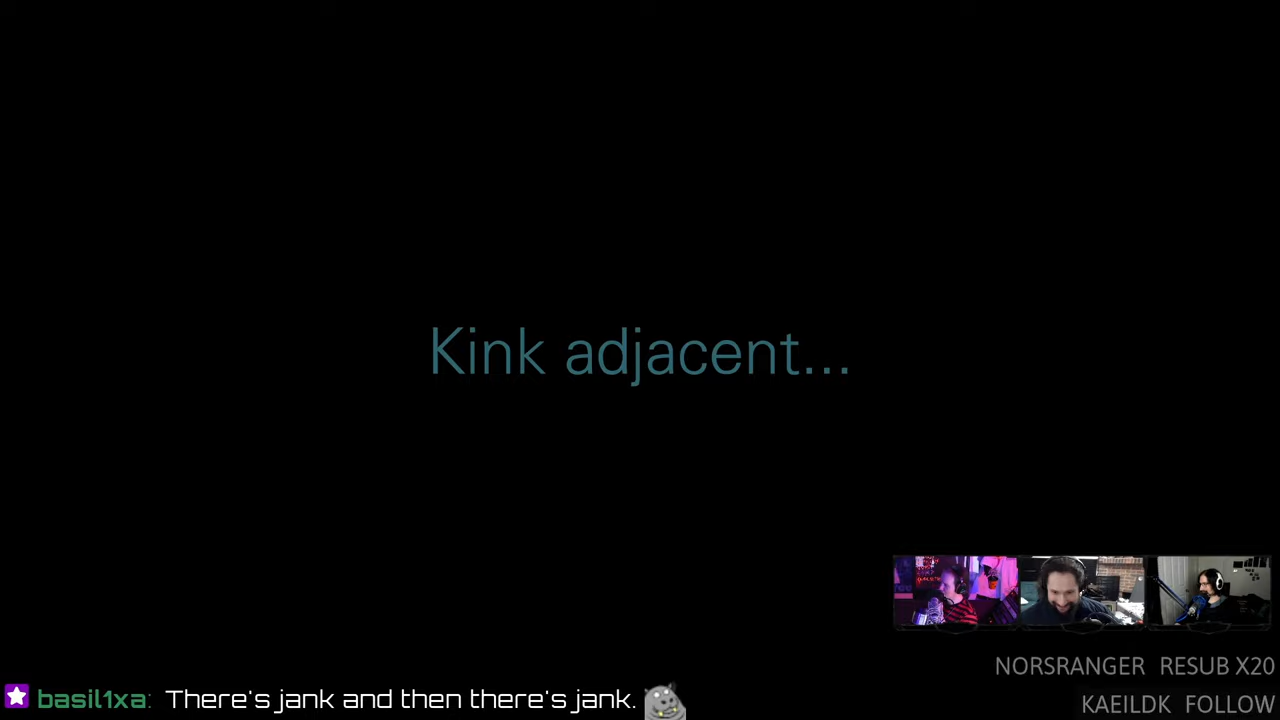 Kink adjacent...
NORSRANGER RESUB X20
KAEILDK FOLLOW
basil1xa: There's jank and then there's jank.